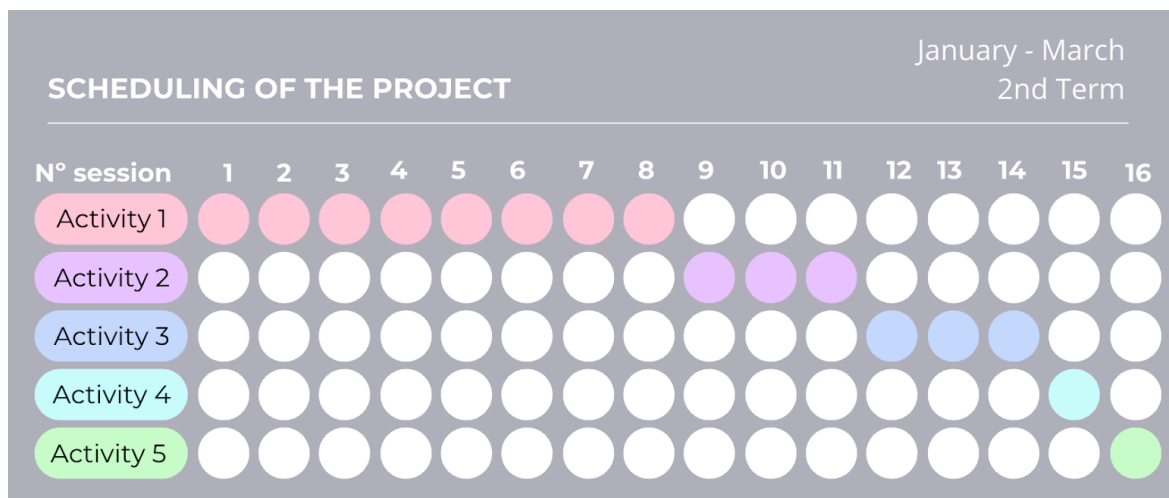 January - March
SCHEDULING OF THE PROJECT
2nd Term
Nº session 1 2 3 4 5 6 7 8 9 10 11 12 13 14 15 16
Activity 1
Activity 2
Activity 3
Activity 4
Activity 5